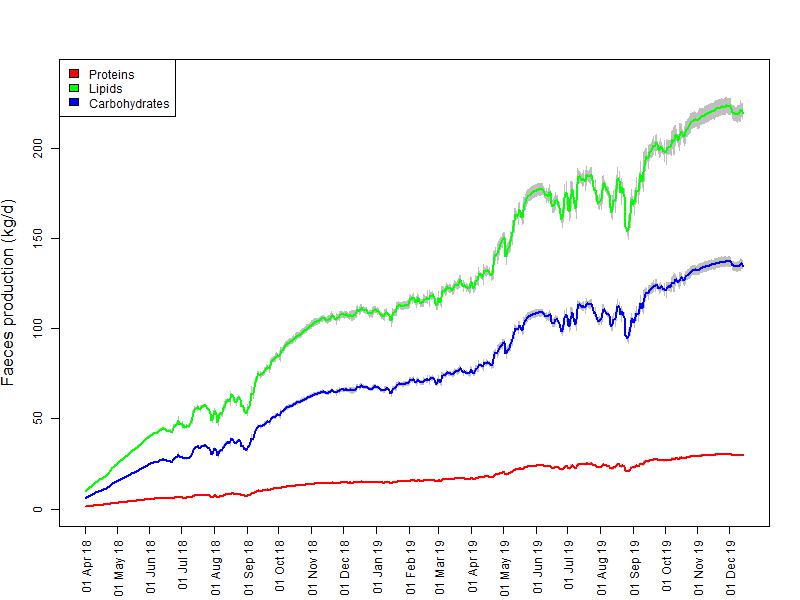 Proteins
Lipids
Carbohydrates
Faeces production (kg/d)
200
150
100
50
0
01 Apr 18
01 May 18
01 Jun 18
01 Jul 18
01 Aug 18
01 Sep 18
01 Oct 18
01 Nov 18
01 Dec 18
01 Jan 19
01 Feb 19
01 Mar 19
01 Apr 19
01 May 19
01 Jun 19
01 Jul 19
01 Aug 19
01 Sep 19
01 Oct 19
01 Nov 19
01 Dec 19